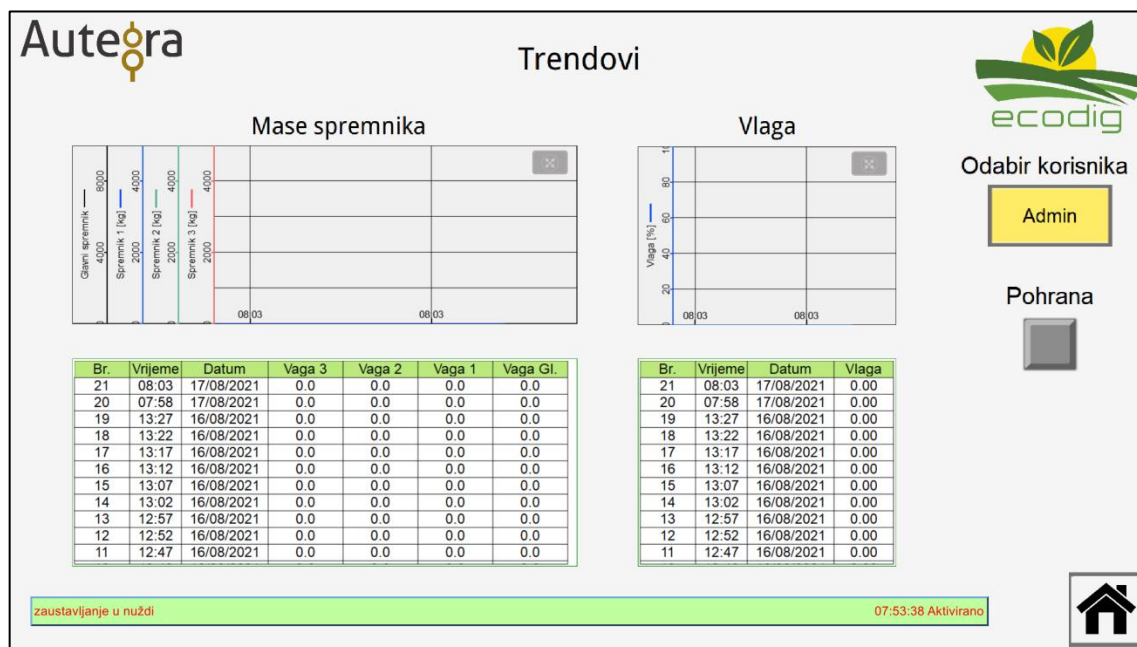 Autegra
Trendovi
ecodig
Mase spremnika
Vlaga
Odabir korisnika
Admin
Pohrana
Glavni spremnik
8000
4000
0
Spremnik 1 [kg]
4000
2000
0
Spremnik 2 [kg]
4000
2000
0
Spremnik 3 [kg]
4000
2000
0
08:03
08:03
Vlaga [%]
80
60
40
20
0
08:03
08:03
Br. Vrijeme Datum Vaga 3 Vaga 2 Vaga 1 Vaga Gl.
21 08:03 17/08/2021 0.0 0.0 0.0 0.0
20 07:58 17/08/2021 0.0 0.0 0.0 0.0
19 13:27 16/08/2021 0.0 0.0 0.0 0.0
18 13:22 16/08/2021 0.0 0.0 0.0 0.0
17 13:17 16/08/2021 0.0 0.0 0.0 0.0
16 13:12 16/08/2021 0.0 0.0 0.0 0.0
15 13:07 16/08/2021 0.0 0.0 0.0 0.0
14 13:02 16/08/2021 0.0 0.0 0.0 0.0
13 12:57 16/08/2021 0.0 0.0 0.0 0.0
12 12:52 16/08/2021 0.0 0.0 0.0 0.0
11 12:47 16/08/2021 0.0 0.0 0.0 0.0
Br. Vrijeme Datum Vlaga
21 08:03 17/08/2021 0.00
20 07:58 17/08/2021 0.00
19 13:27 16/08/2021 0.00
18 13:22 16/08/2021 0.00
17 13:17 16/08/2021 0.00
16 13:12 16/08/2021 0.00
15 13:07 16/08/2021 0.00
14 13:02 16/08/2021 0.00
13 12:57 16/08/2021 0.00
12 12:52 16/08/2021 0.00
11 12:47 16/08/2021 0.00
zaustavljanje u nuždi 07:53:38 Aktivirano